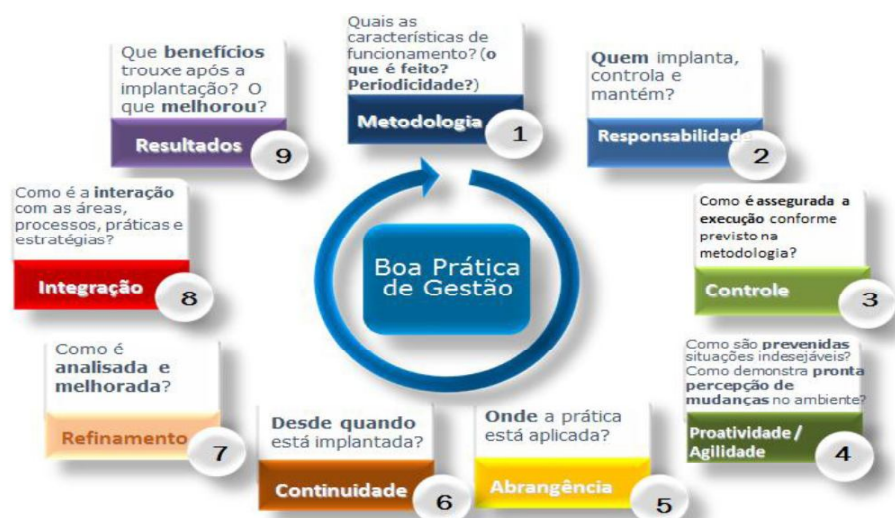 Quais as
características de
funcionamento? (o
que é feito?
Periodicidade?)
Metodologia
1
Quem implanta,
controla e
mantém?
Responsabilidade
2
Como é assegurada a
execução conforme
previsto na
metodologia?
Controle
3
Como são prevenidas
situações indesejáveis?
Como demonstra pronta
percepção de
mudanças no ambiente?
Proatividade /
Agilidade
4
Onde a prática
está aplicada?
Abrangência
5
Desde quando
está implantada?
Continuidade
6
Como é
analisada e
melhorada?
Refinamento
7
Como é a interação
com as áreas,
processos, práticas e
estratégias?
Integração
8
Que benefícios
trouxe após a
implantação? O
que melhorou?
Resultados
9
Boa Prática
de Gestão